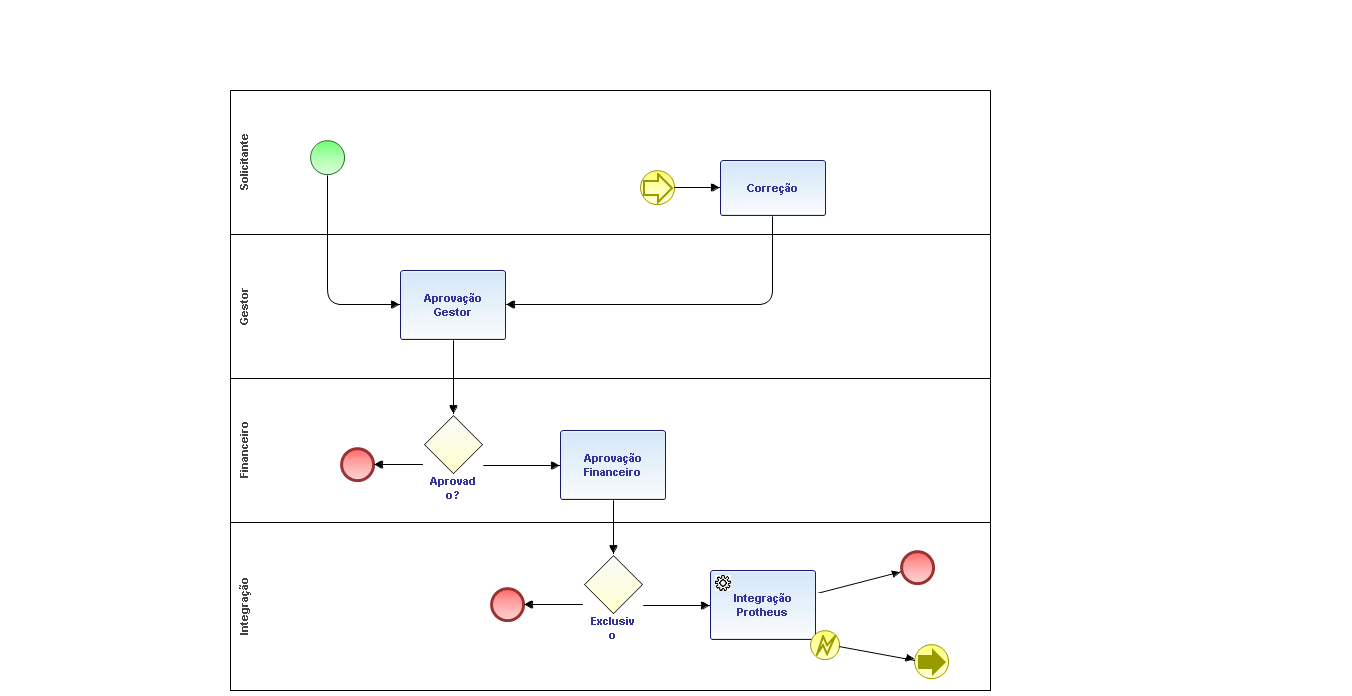 Solicitante
Correção
Gestor
Aprovação
Gestor
Financeiro
Aprovad
o?
Aprovação
Financeiro
Integração
Exclusiv
o
Integração
Protheus